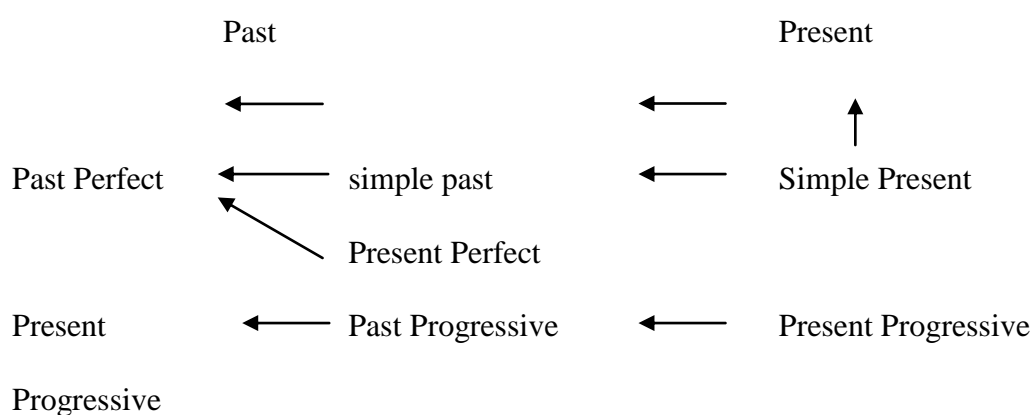 Past Present
Past Perfect simple past Simple Present
Present Perfect
Present Past Progressive Present Progressive
Progressive